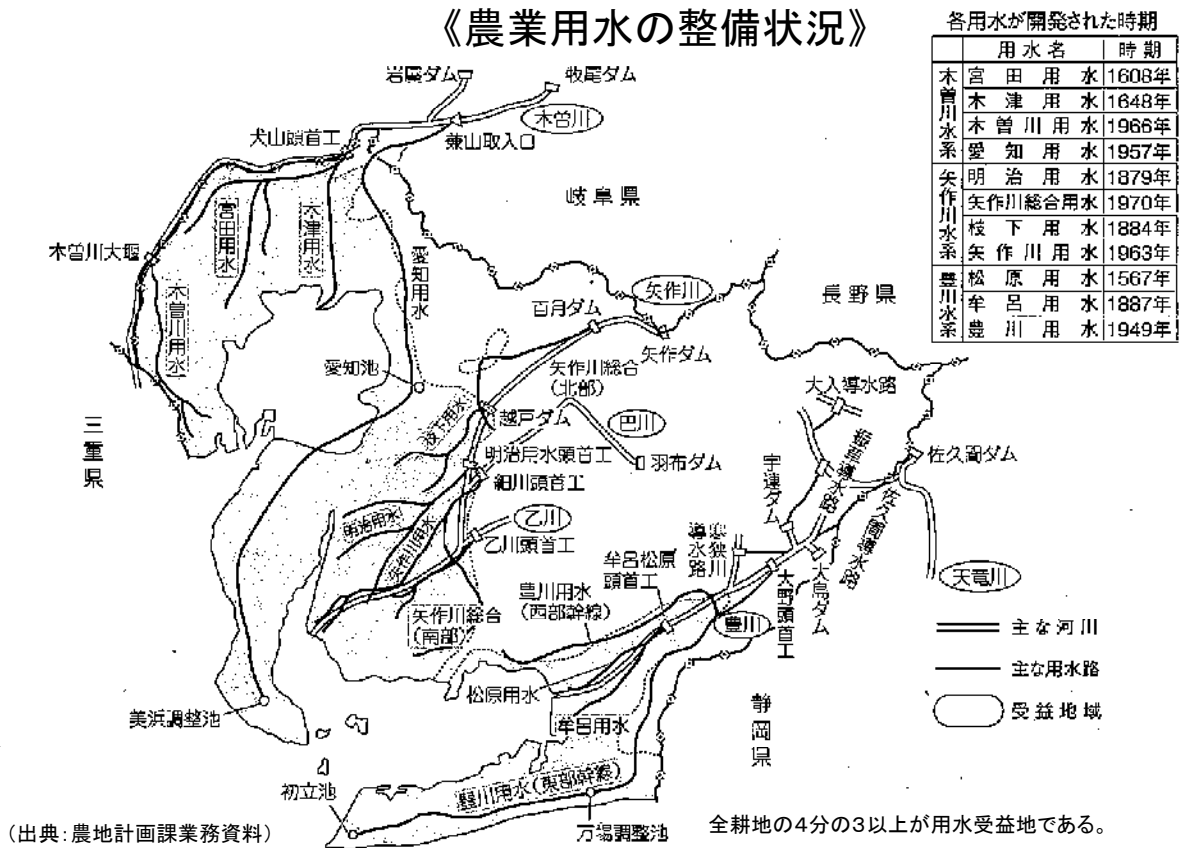 《農業用水の整備状況》
各用水が開発された時期
用水名 時期
木曽川水系
宮田用水 1608年
木津用水 1648年
木曽川用水 1966年
愛知用水 1957年
矢作川水系
明治用水 1879年
矢作川総合用水 1970年
枝下用水 1884年
矢作川用水 1963年
豊川水系
松原用水 1567年
牟呂用水 1887年
豊川用水 1949年
岩屋ダム
牧尾ダム
木曽川
犬山頭首工
兼山取入口
岐阜県
宮田用水
木津用水
木曽川大堰
愛知用水
木曽川用水
矢作川
長野県
百月ダム
矢作ダム
愛知池
矢作川総合
(北部)
大入導水路
三重県
枝下用水
越戸ダム
巴川
明治用水頭首工
羽布ダム
細川頭首工
佐久間ダム
宇連ダム
佐久間導水路
明治用水
矢作川用水
乙川
乙川頭首工
寒狭川
導水路
牟呂松原
頭首工
大島ダム
大野頭首工
天竜川
豊川用水
(西部幹線)
矢作川総合
(南部)
豊川
主な河川
主な用水路
受益地域
松原用水
美浜調整池
牟呂用水
静岡県
初立池
豊川用水(東部幹線)
万場調整池
(出典:農地計画課業務資料)
全耕地の4分の3以上が用水受益地である。